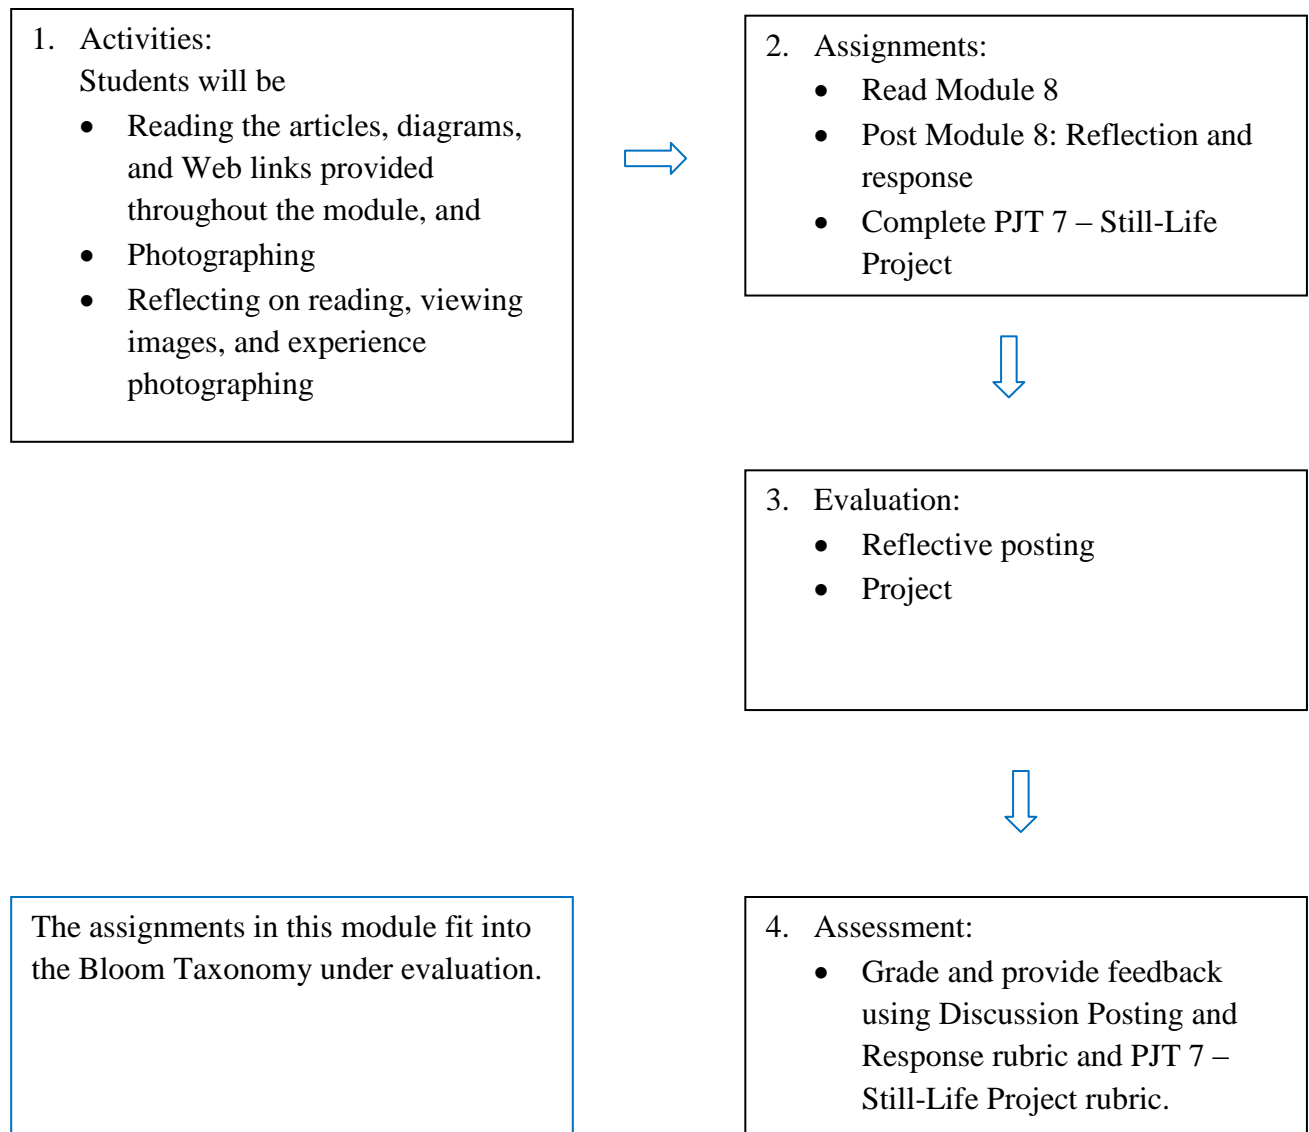 1. Activities:
Students will be
• Reading the articles, diagrams,
and Web links provided
throughout the module, and
• Photographing
• Reflecting on reading, viewing
images, and experience
photographing
2. Assignments:
• Read Module 8
• Post Module 8: Reflection and
response
• Complete PJT 7 – Still-Life
Project
3. Evaluation:
• Reflective posting
• Project
The assignments in this module fit into
the Bloom Taxonomy under evaluation.
4. Assessment:
• Grade and provide feedback
using Discussion Posting and
Response rubric and PJT 7 –
Still-Life Project rubric.